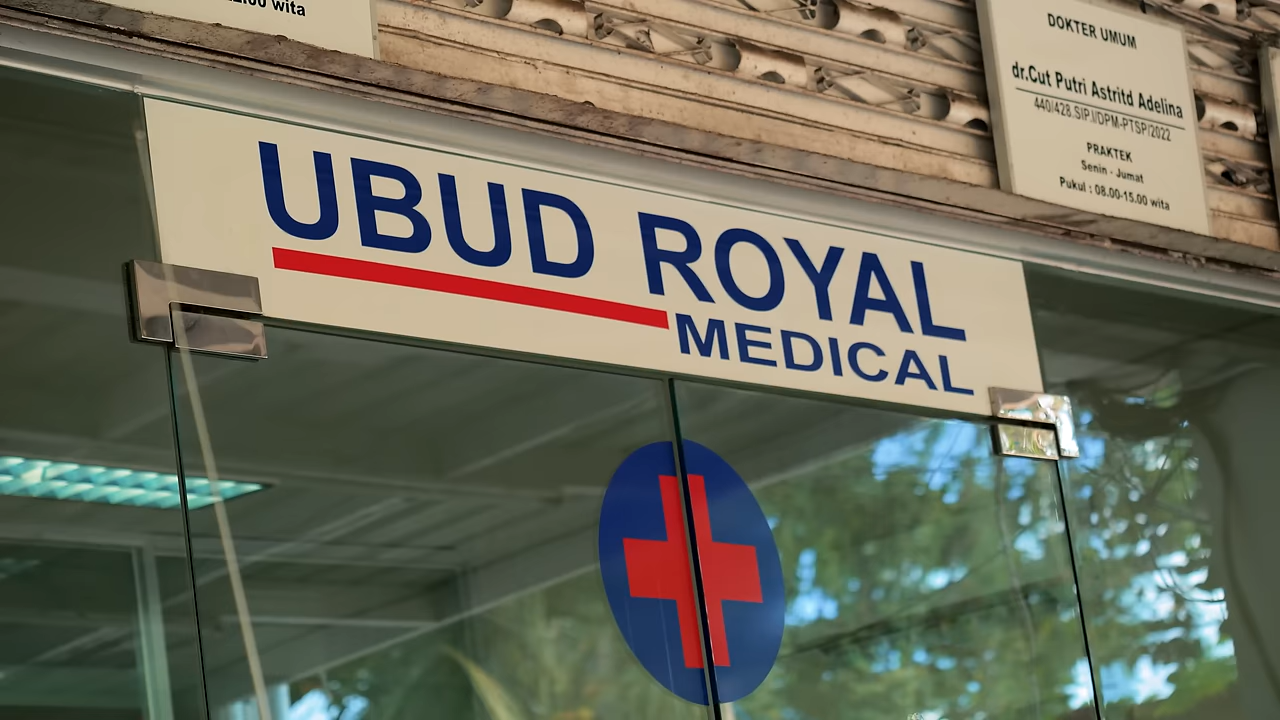 wita
DOKTER UMUM
dr.Cut Putri Astritd Adelina
440/428.SIP.I/DPM-PTSP/2022
PRAKTEK
Senin - Jumat
Pukul : 08.00-15.00 wita
UBUD ROYAL
MEDICAL